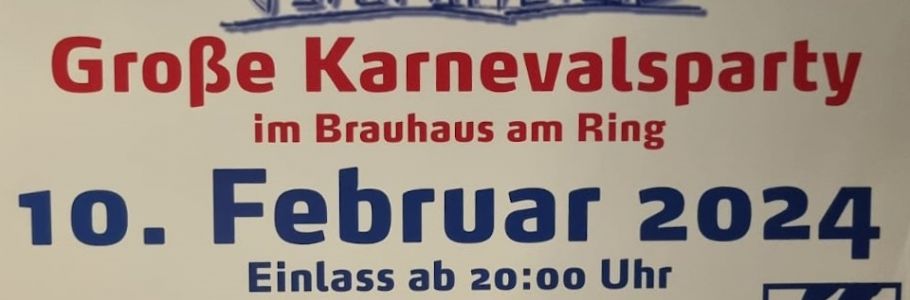 Große Karnevalsparty
im Brauhaus am Ring
10. Februar 2024
Einlass ab 20:00 Uhr